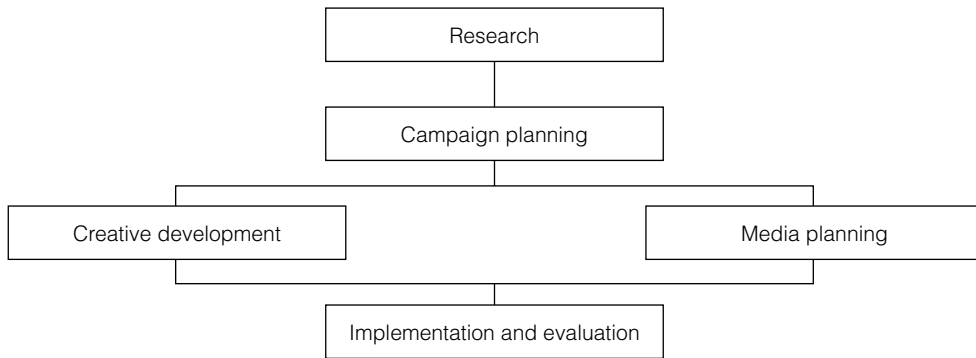 Research
Campaign planning
Creative development
Media planning
Implementation and evaluation